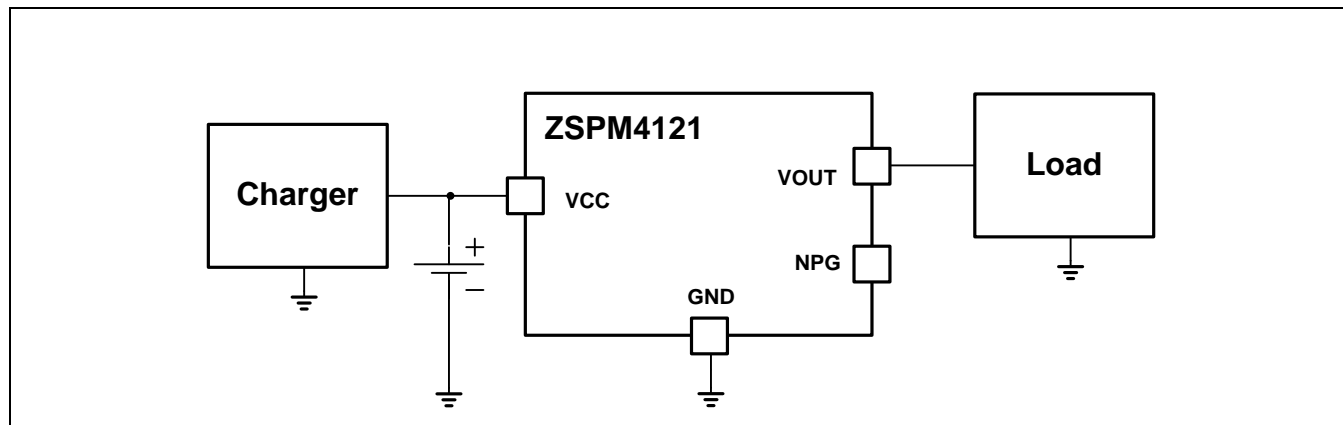 ZSPM4121
Charger
VCC
VOUT
Load
NPG
GND
+
−